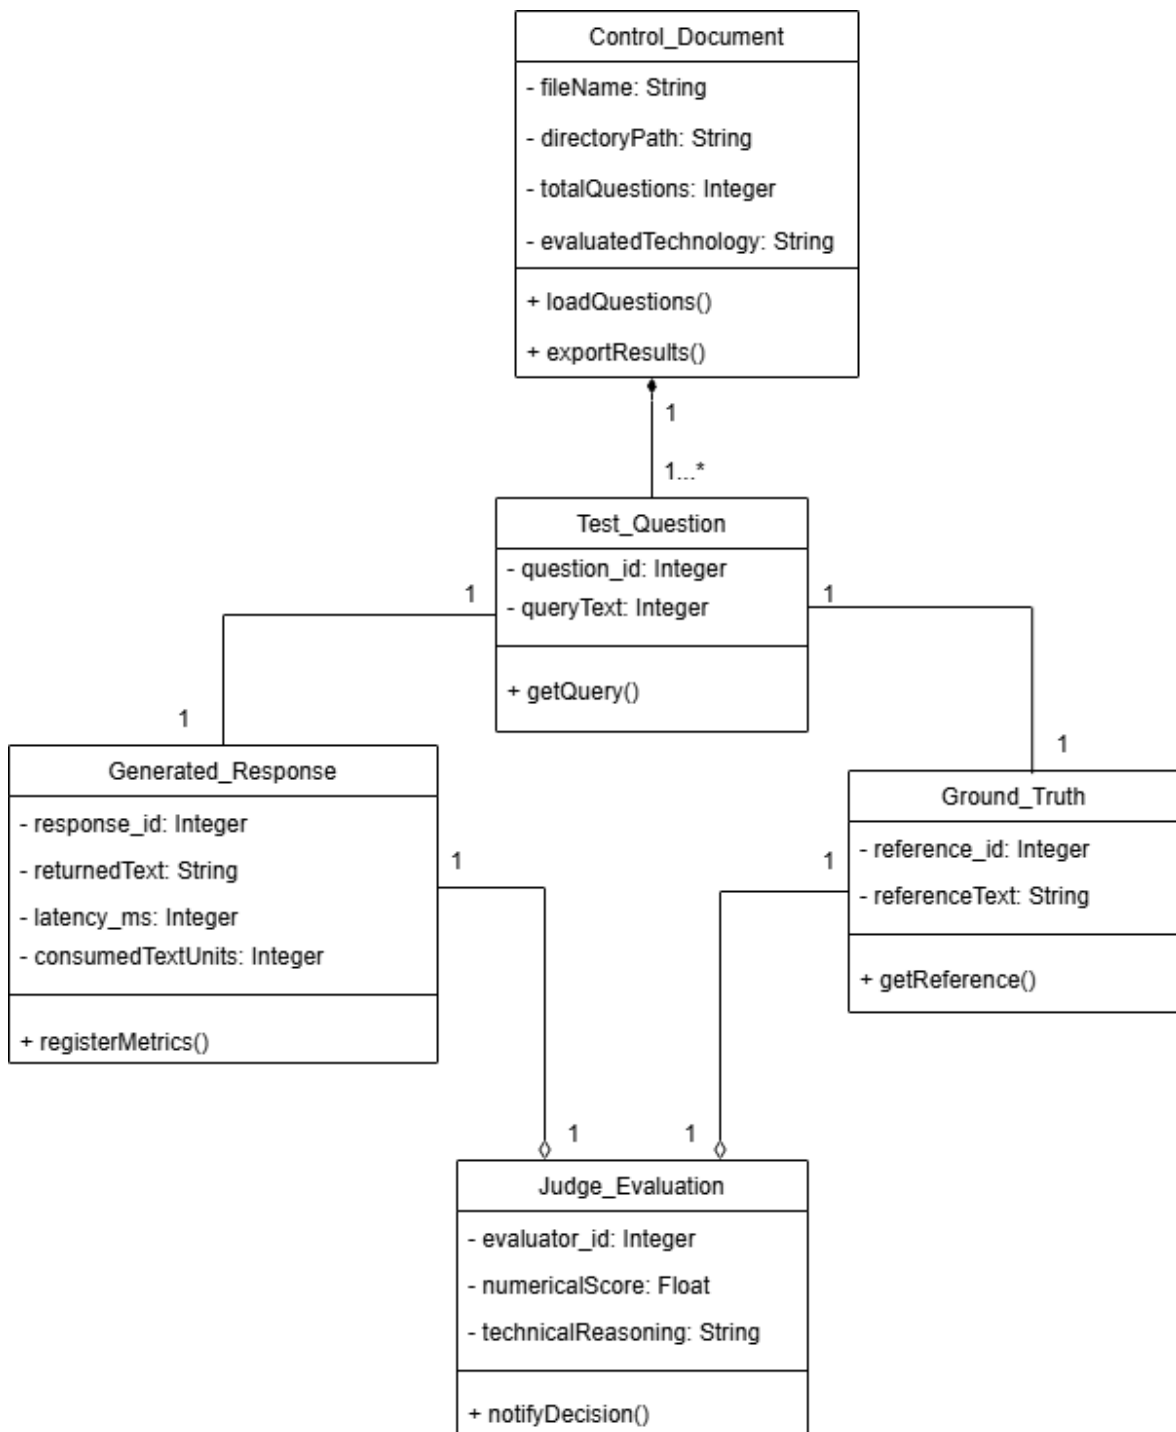 Control_Document
- fileName: String
- directoryPath: String
- totalQuestions: Integer
- evaluatedTechnology: String
+ loadQuestions()
+ exportResults()
1
1...*
Test_Question
- question_id: Integer
- queryText: Integer
+ getQuery()
1
1
1
1
Generated_Response
- response_id: Integer
- returnedText: String
- latency_ms: Integer
- consumedTextUnits: Integer
+ registerMetrics()
Ground_Truth
- reference_id: Integer
- referenceText: String
+ getReference()
1
1
1
1
Judge_Evaluation
- evaluator_id: Integer
- numericalScore: Float
- technicalReasoning: String
+ notifyDecision()